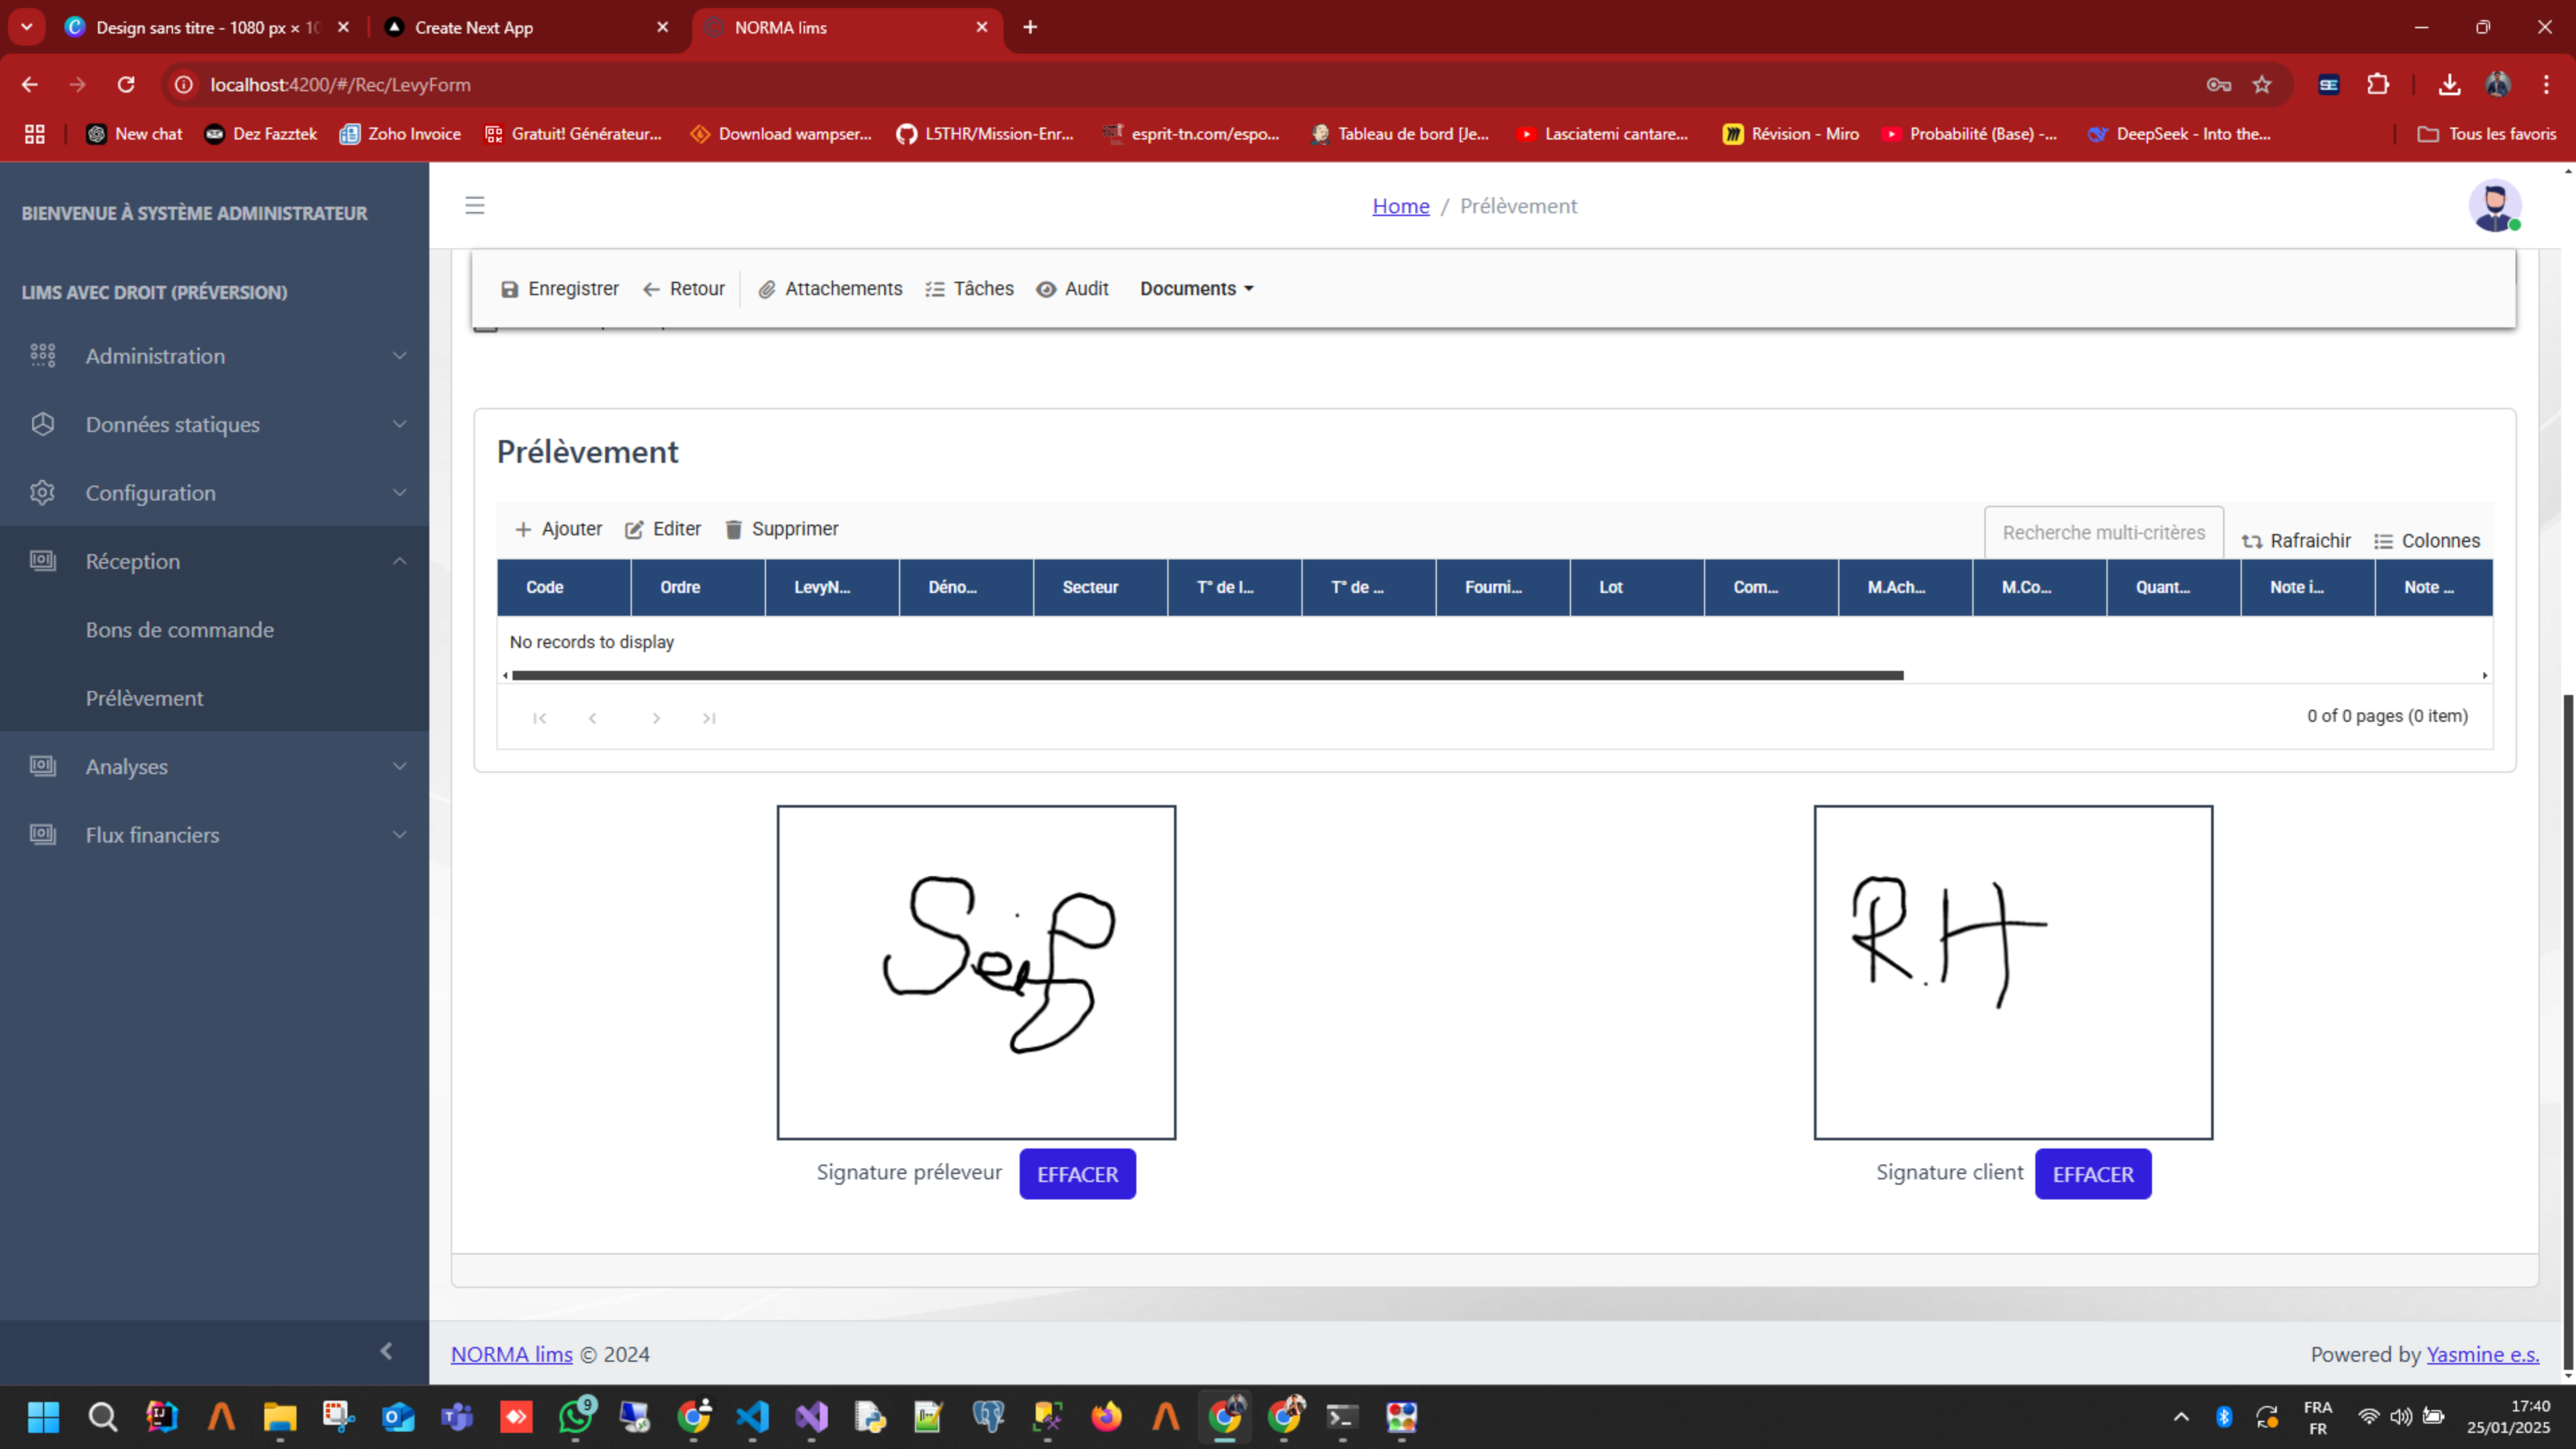 Design sans titre - 1080 px × 10
Create Next App
NORMA lims
localhost:4200/#/Rec/LevyForm
New chat
Dez Fazztek
Zoho Invoice
Gratuit! Générateur...
Download wampser...
L5THR/Mission-Enr...
esprit-tn.com/espo...
Tableau de bord [Je...
Lasciatemi cantare...
Révision - Miro
Probabilité (Base) -...
DeepSeek - Into the...
Tous les favoris
BIENVENUE À SYSTÈME ADMINISTRATEUR
LIMS AVEC DROIT (PRÉVERSION)
Administration
Données statiques
Configuration
Réception
Bons de commande
Prélèvement
Analyses
Flux financiers
Home / Prélèvement
Enregistrer
Retour
Attachements
Tâches
Audit
Documents
Prélèvement
Ajouter
Editer
Supprimer
Recherche multi-critères
Rafraichir
Colonnes
Code
Ordre
LevyN...
Déno...
Secteur
T° de l...
T° de ...
Fourni...
Lot
Com...
M.Ach...
M.Co...
Quant...
Note i...
Note ...
No records to display
0 of 0 pages (0 item)
Seif
R.H
Signature préleveur
EFFACER
Signature client
EFFACER
NORMA lims © 2024
Powered by Yasmine e.s.
9
FRA
FR
17:40
25/01/2025